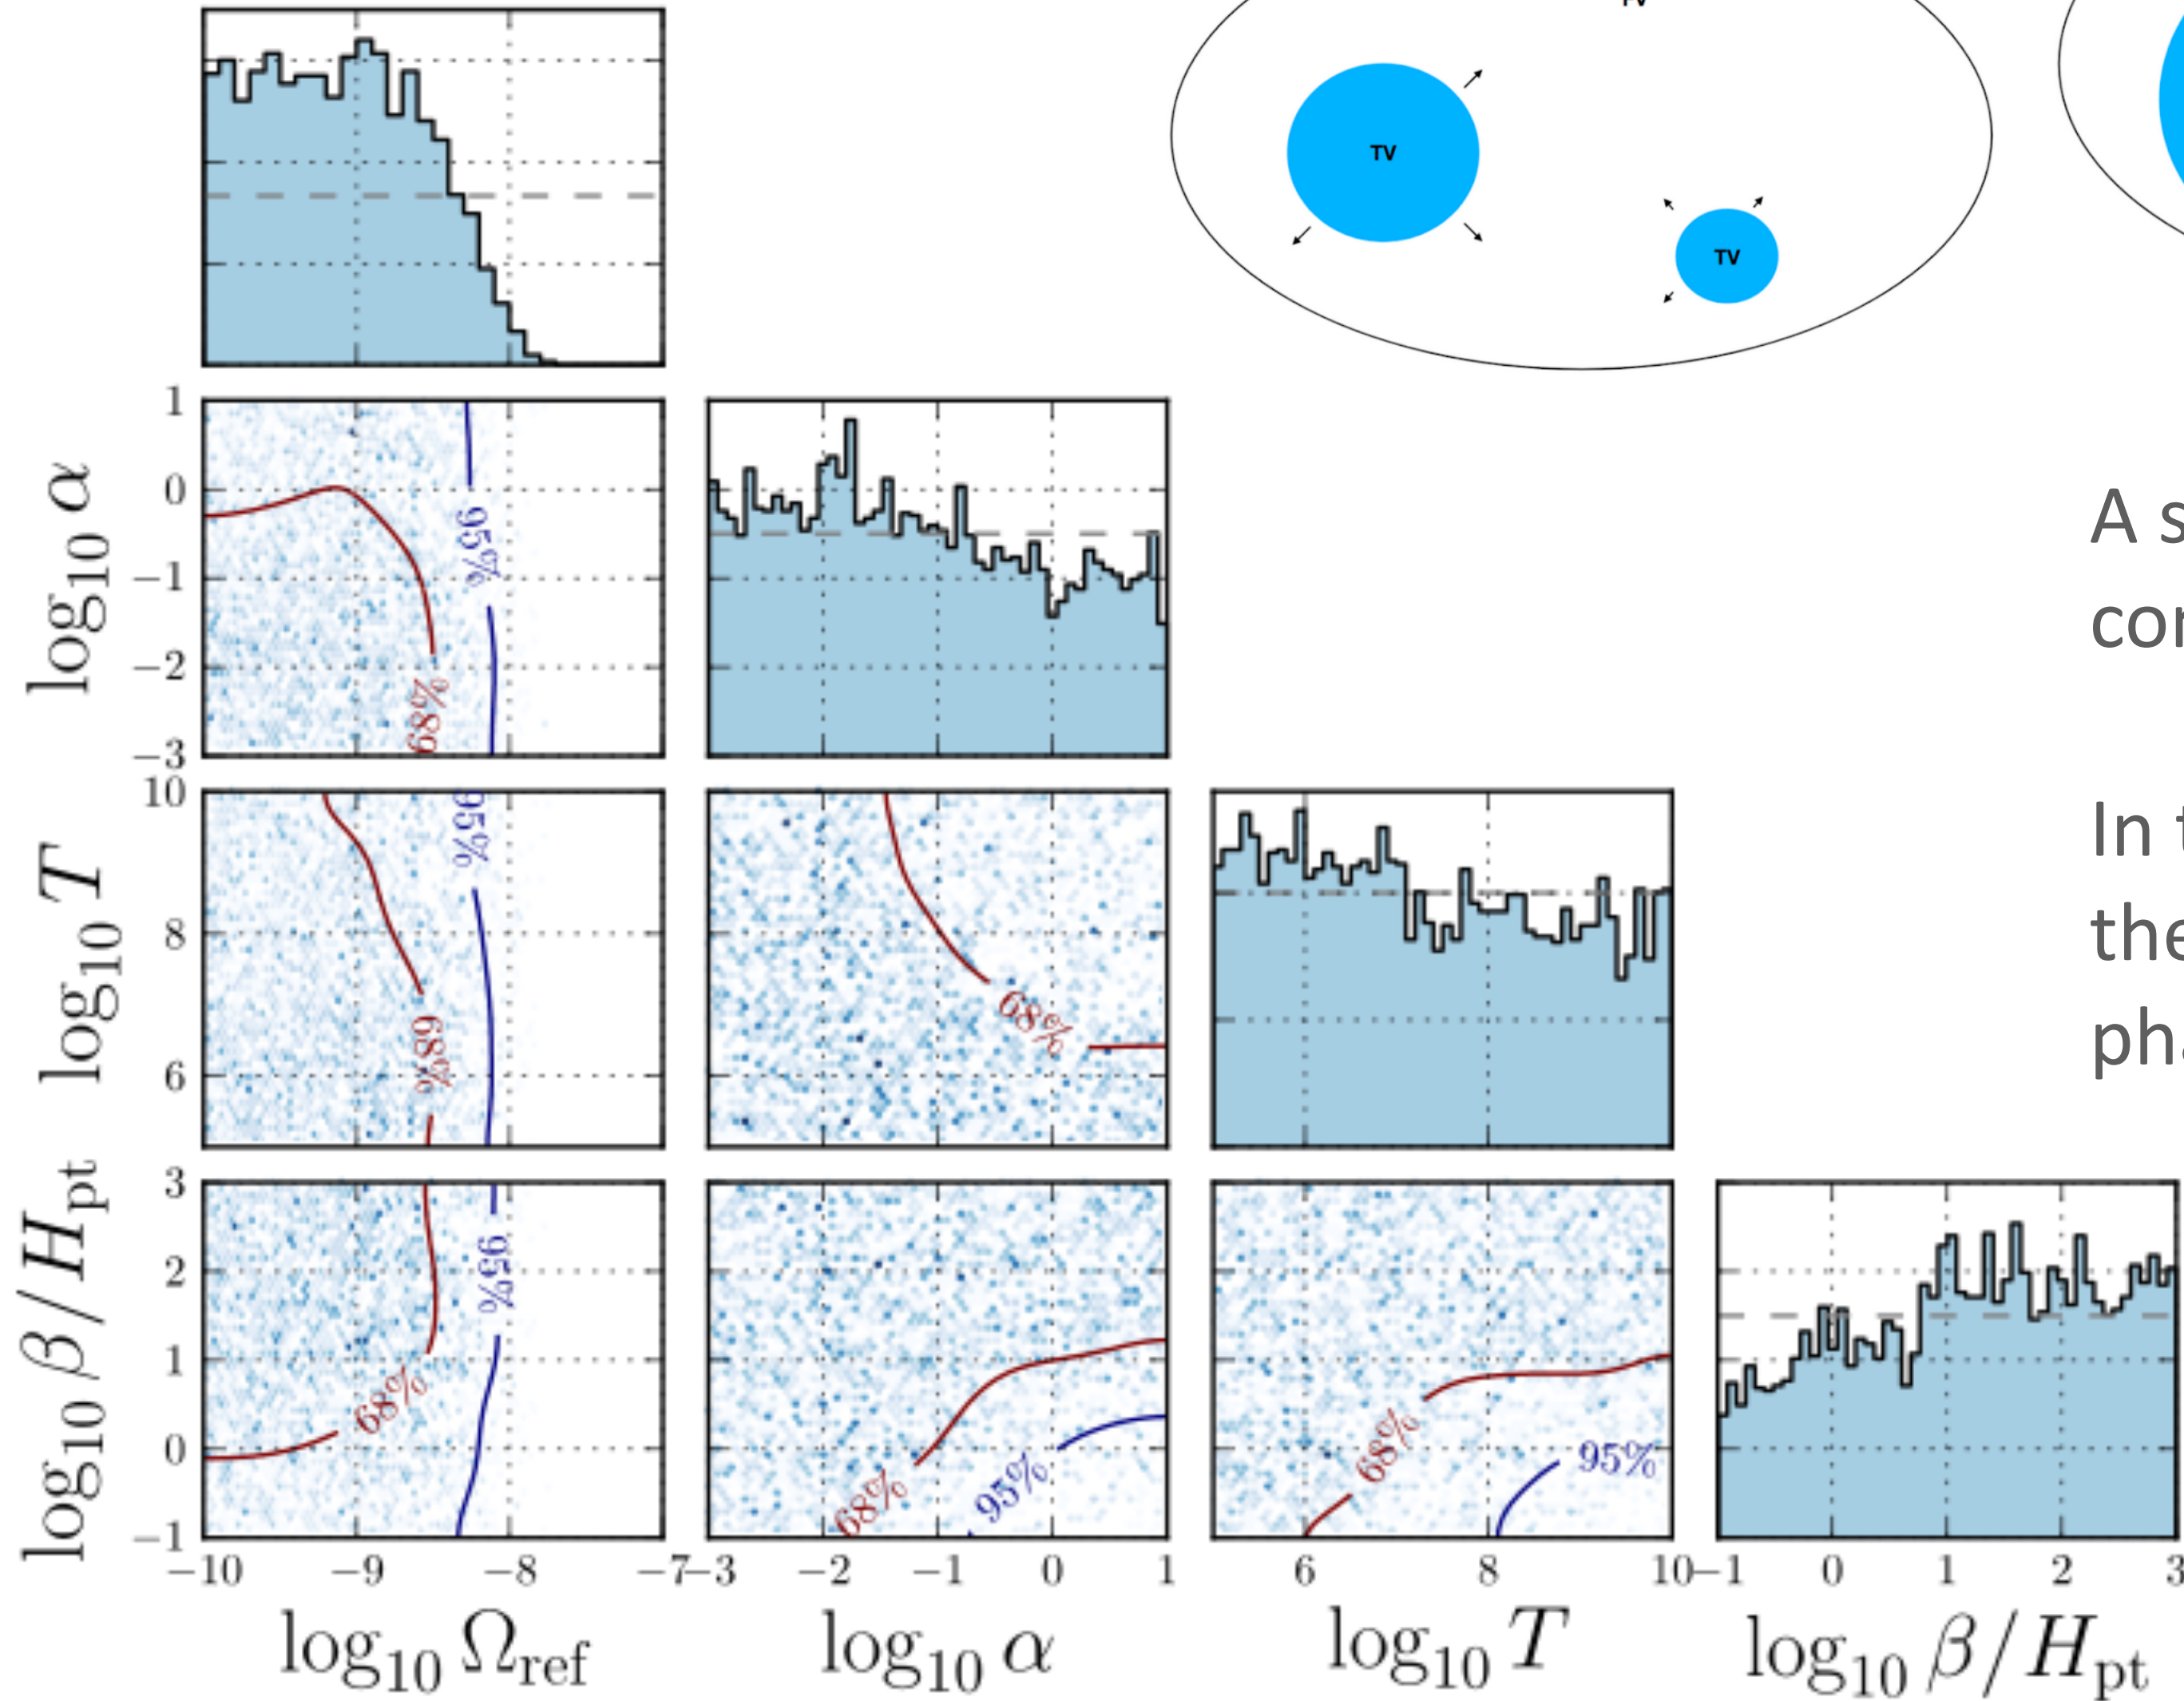 TV
TV
A s
con
In t
the
pha
1
0
−1
−2
−3
log₁₀ α
95%
68%
10
8
6
log₁₀ T
95%
68%
68%
3
2
1
0
−1
log₁₀ β/Hₚₜ
95%
68%
68%
95%
68%
95%
−10 −9 −8 −7
−3 −2 −1 0 1
6 8 10
−1 0 1 2 3
log₁₀ Ωref
log₁₀ α
log₁₀ T
log₁₀ β/Hₚₜ